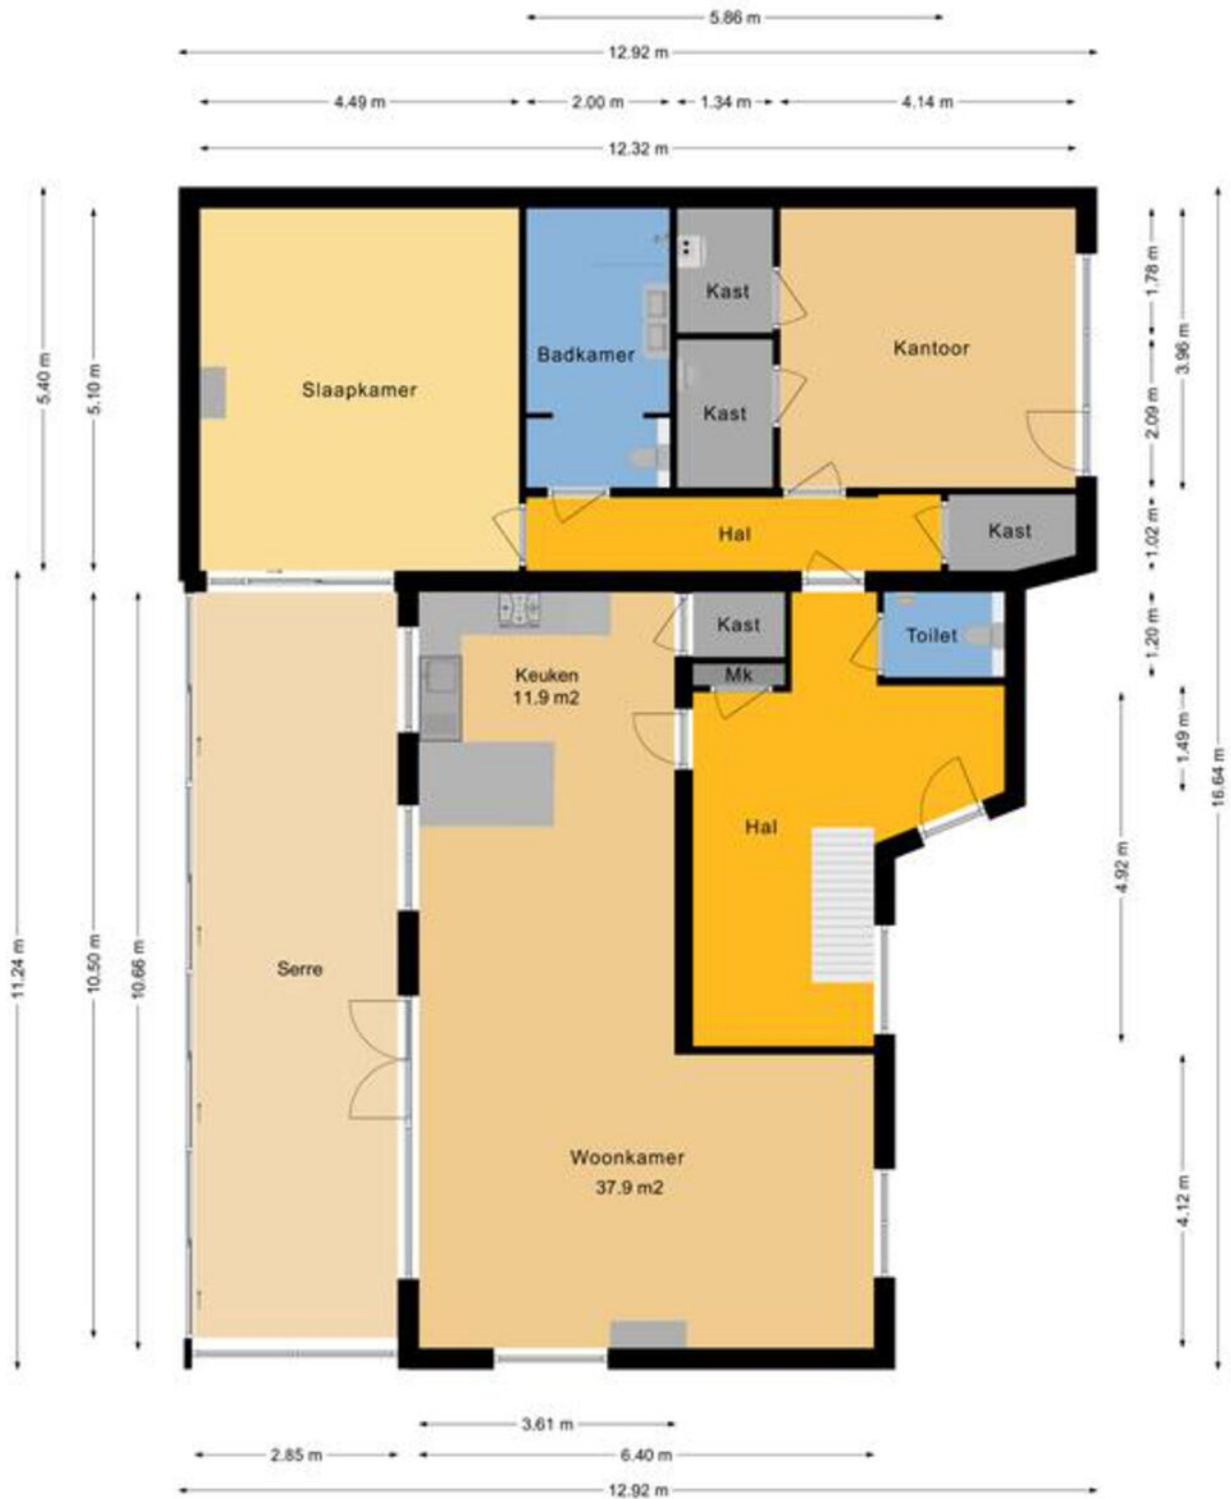 5.86 m
12.92 m
4.49 m
2.00 m
1.34 m
4.14 m
12.32 m
5.40 m
5.10 m
1.78 m
3.96 m
2.09 m
1.02 m
Kast
Badkamer
Kantoor
Slaapkamer
Kast
Hal
Kast
Kast
Toilet
Mk
Keuken
11.9 m2
1.20 m
1.49 m
16.64 m
Hal
4.92 m
11.24 m
10.50 m
10.66 m
Serre
Woonkamer
37.9 m2
4.12 m
3.61 m
2.85 m
6.40 m
12.92 m